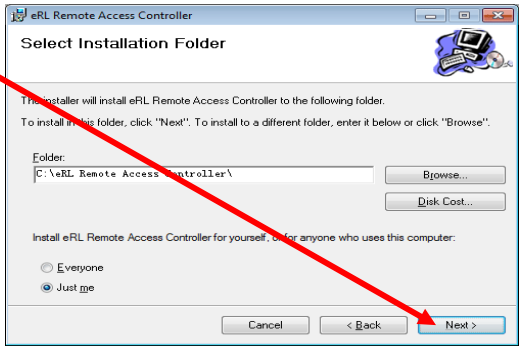 eRL Remote Access Controller
Select Installation Folder
The installer will install eRL Remote Access Controller to the following folder.
To install in this folder, click "Next". To install to a different folder, enter it below or click "Browse".
Folder:
C:\eRL Remote Access Controller\
Browse...
Disk Cost...
Install eRL Remote Access Controller for yourself, or for anyone who uses this computer:
Everyone
Just me
Cancel
< Back
Next >